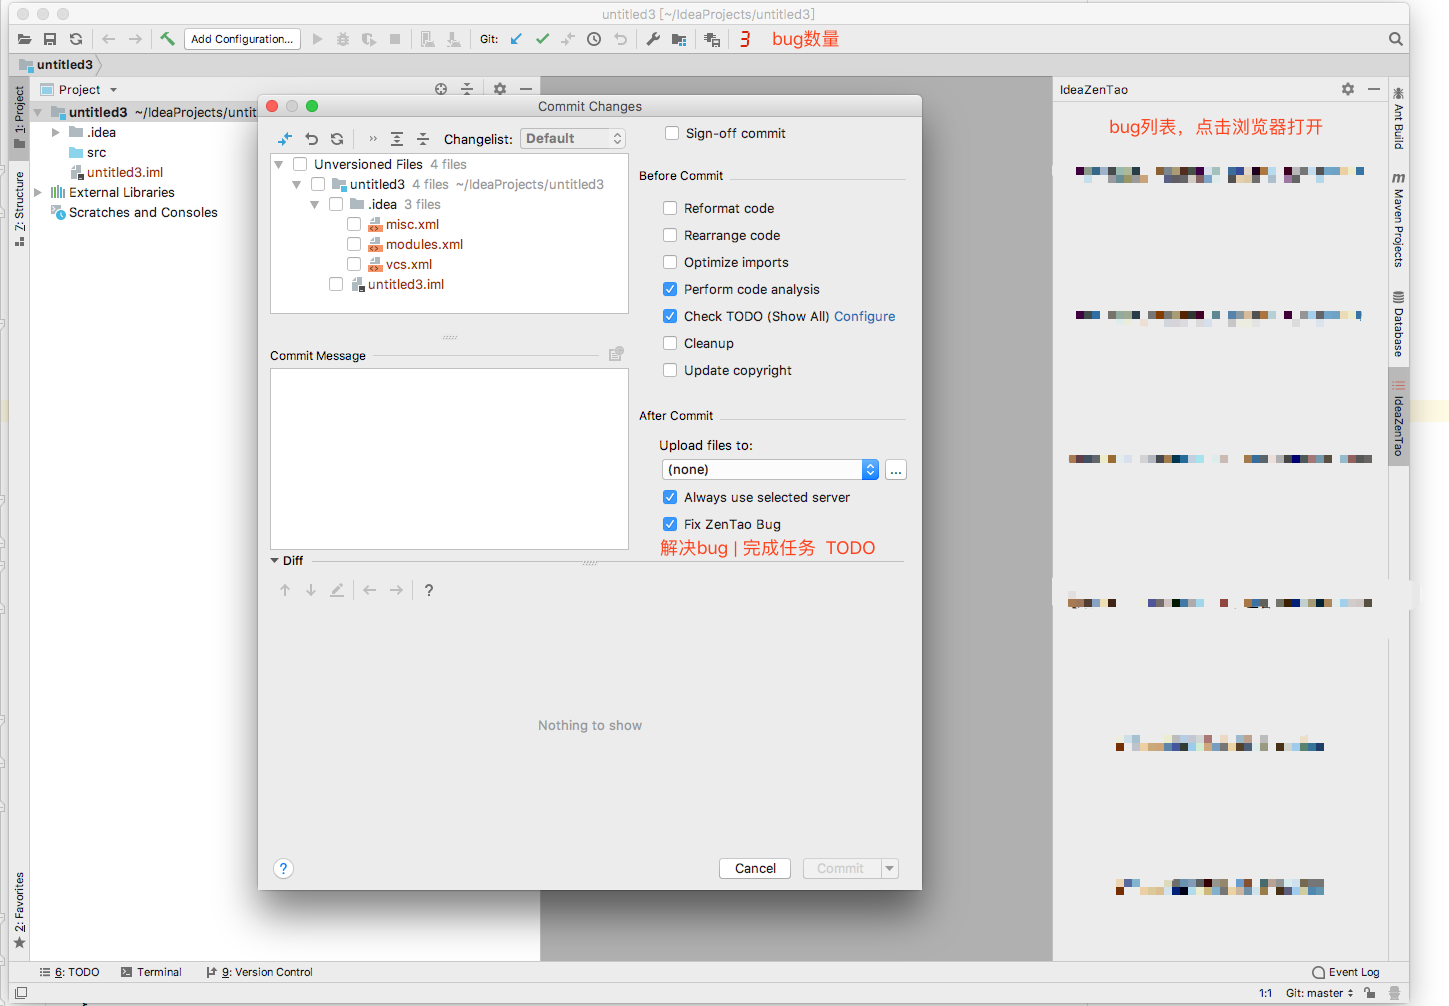 untitled3 [~/IdeaProjects/untitled3]
Add Configuration...
Git:
3
bug数量
untitled3
1: Project
7: Structure
2: Favorites
Project
untitled3 ~/IdeaProjects/untit
.idea
src
untitled3.iml
External Libraries
Scratches and Consoles
Commit Changes
Changelist:
Default
Unversioned Files 4 files
untitled3 4 files ~/IdeaProjects/untitled3
.idea 3 files
misc.xml
modules.xml
vcs.xml
untitled3.iml
Commit Message
Sign-off commit
Before Commit
Reformat code
Rearrange code
Optimize imports
Perform code analysis
Check TODO (Show All) Configure
Cleanup
Update copyright
After Commit
Upload files to:
(none)
...
Always use selected server
Fix ZenTao Bug
解决bug | 完成任务 TODO
Diff
?
Nothing to show
?
Cancel
Commit
IdeaZenTao
bug列表，点击浏览器打开
Ant Build
m
Maven Projects
Database
IdeaZenTao
6: TODO
Terminal
9: Version Control
Event Log
1:1
Git: master